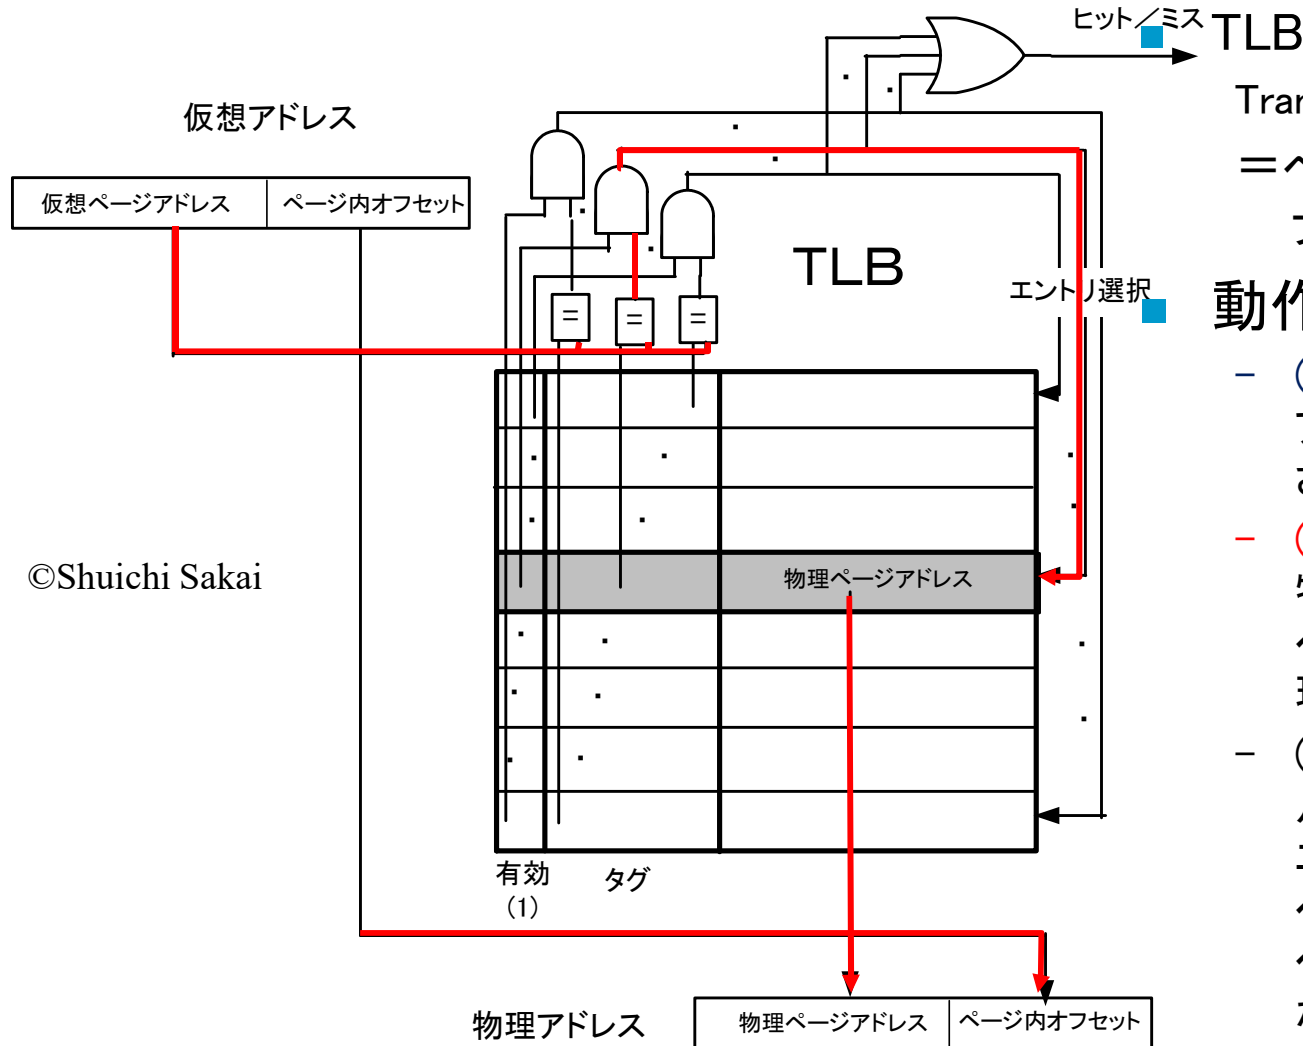 ヒット／ミス
仮想アドレス
仮想ページアドレス ページ内オフセット
TLB
エントリ選択
= = =
物理ページアドレス
©Shuichi Sakai
有効
(1)
タグ
物理アドレス
物理ページアドレス ページ内オフセット
TLB
Tran
＝ペ
動作